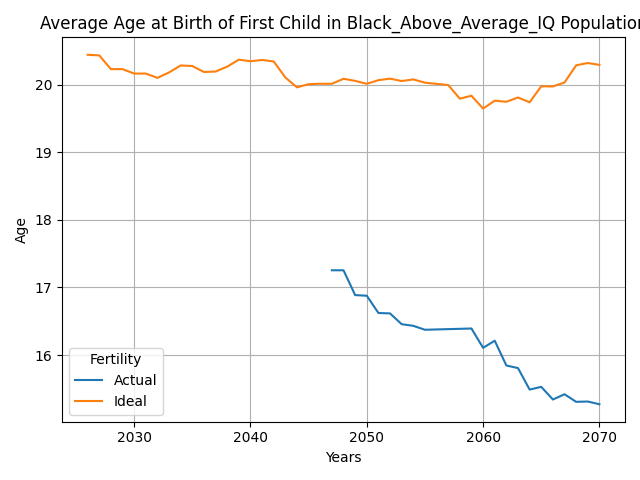 Average Age at Birth of First Child in Black_Above_Average_IQ Population
Age
20
19
18
17
16
Fertility
Actual
Ideal
2030 2040 2050 2060 2070
Years